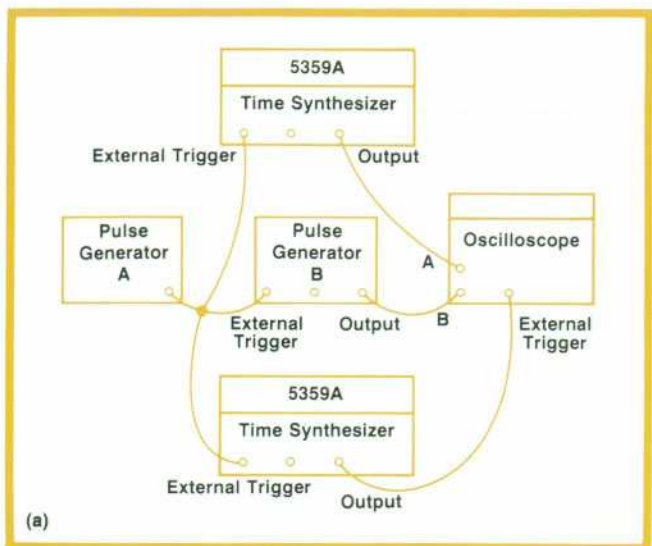 5359A
Time Synthesizer
External Trigger
Output
Pulse
Generator
A
Pulse
Generator
B
Oscilloscope
A
B
External
Trigger
Output
External
Trigger
5359A
Time Synthesizer
External Trigger
Output
(a)